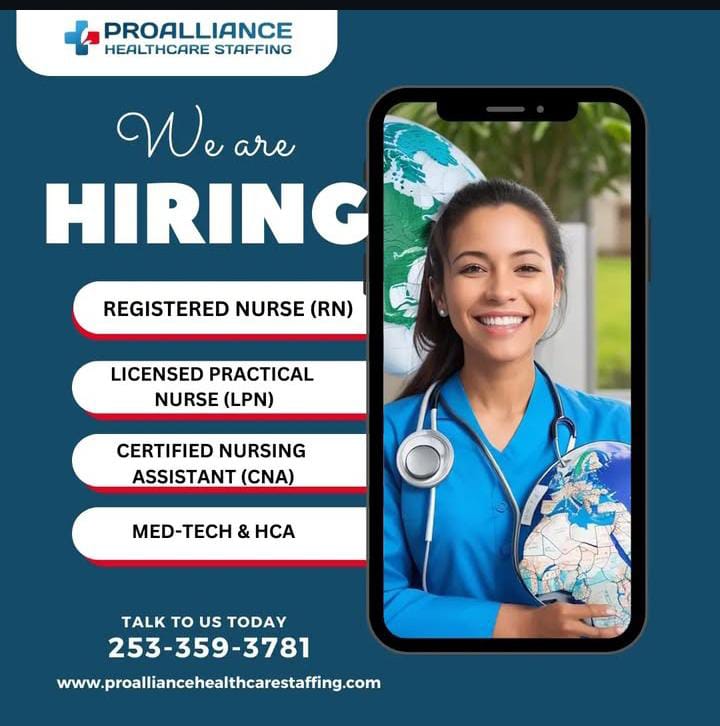 PROALLIANCE
HEALTHCARE STAFFING
We are
HIRING
REGISTERED NURSE (RN)
LICENSED PRACTICAL
NURSE (LPN)
CERTIFIED NURSING
ASSISTANT (CNA)
MED-TECH & HCA
TALK TO US TODAY
253-359-3781
www.proalliancehealthcarestaffing.com